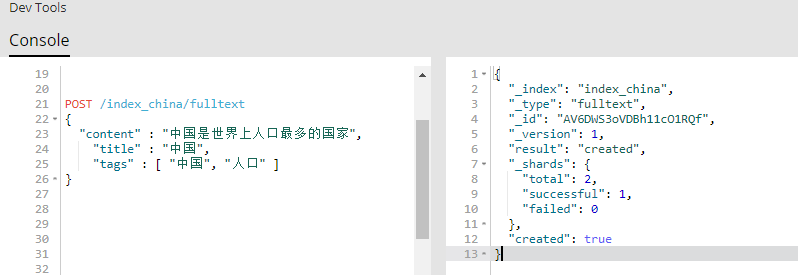 Dev Tools
Console
19
20
21 POST /index_china/fulltext
22 {
23 "content" : "中国是世界上人口最多的国家",
24 "title" : "中国",
25 "tags" : [ "中国", "人口" ]
26 }
27
28
29
30
31
32
1 {
2 "_index": "index_china",
3 "_type": "fulltext",
4 "_id": "AV6DWS3oVDBh11cO1RQf",
5 "_version": 1,
6 "result": "created",
7 "_shards": {
8 "total": 2,
9 "successful": 1,
10 "failed": 0
11 },
12 "created": true
13 }